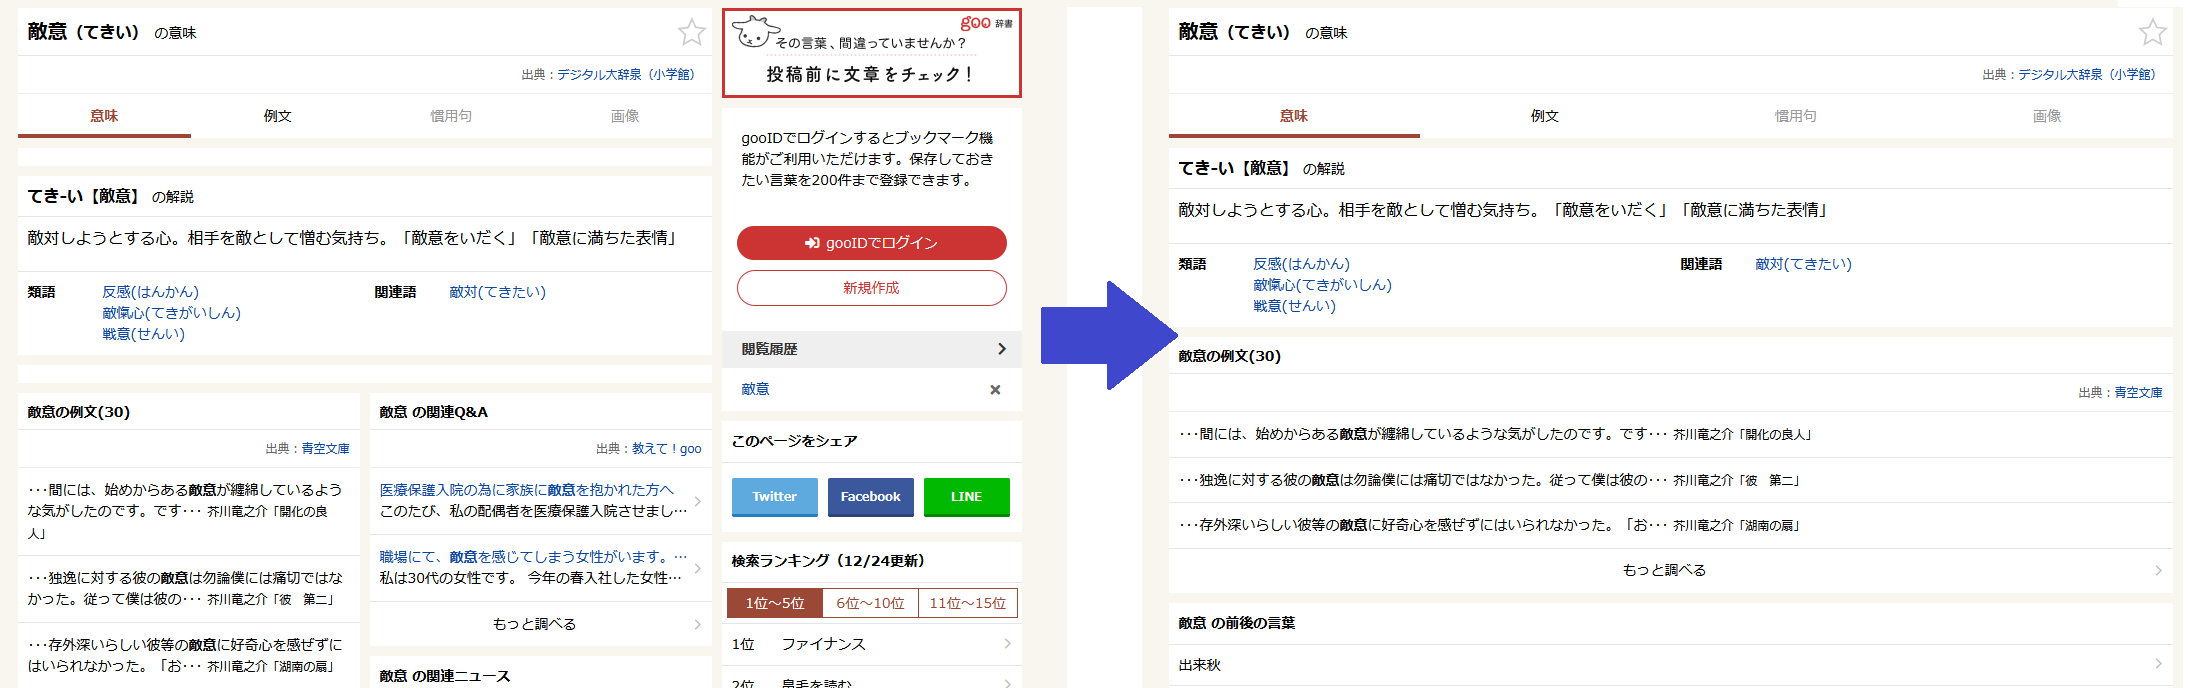 敵意（てきい） の意味
出典：デジタル大辞泉（小学館）
意味 例文 慣用句 画像
てき-い【敵意】 の解説
敵対しようとする心。相手を敵として憎む気持ち。「敵意をいだく」「敵意に満ちた表情」
類語 反感(はんかん) 関連語 敵対(てきたい)
敵愾心(てきがいしん)
戦意(せんい)
敵意の例文(30)
出典：青空文庫
･･･間には、始めからある敵意が纏綿しているよう
な気がしたのです。です･･･ 芥川竜之介「開化の良
人」
･･･独逸に対する彼の敵意は勿論僕には痛切ではな
かった。従って僕は彼の･･･ 芥川竜之介「彼　第二」
･･･存外深いらしい彼等の敵意に好奇心を感ぜずに
はいられなかった。「お･･･ 芥川竜之介「湖南の扇」
敵意 の関連Q&A
出典：教えて！goo
医療保護入院の為に家族に敵意を抱かれた方へ
このたび、私の配偶者を医療保護入院させまし…
職場にて、敵意を感じてしまう女性がいます。…
私は30代の女性です。 今年の春入社した女性…
もっと調べる
敵意 の関連ニュース
goo 辞書
その言葉、間違っていませんか？
投稿前に文章をチェック！
gooIDでログインするとブックマーク機
能がご利用いただけます。保存しておき
たい言葉を200件まで登録できます。
gooIDでログイン
新規作成
閲覧履歴
敵意
このページをシェア
Twitter Facebook LINE
検索ランキング（12/24更新）
1位～5位 6位～10位 11位～15位
1位 ファイナンス
2位 鼻毛を読む
敵意（てきい） の意味
出典：デジタル大辞泉（小学館）
意味 例文 慣用句 画像
てき-い【敵意】 の解説
敵対しようとする心。相手を敵として憎む気持ち。「敵意をいだく」「敵意に満ちた表情」
類語 反感(はんかん) 関連語 敵対(てきたい)
敵愾心(てきがいしん)
戦意(せんい)
敵意の例文(30)
出典：青空文庫
･･･間には、始めからある敵意が纏綿しているような気がしたのです。です･･･ 芥川竜之介「開化の良人」
･･･独逸に対する彼の敵意は勿論僕には痛切ではなかった。従って僕は彼の･･･ 芥川竜之介「彼　第二」
･･･存外深いらしい彼等の敵意に好奇心を感ぜずにはいられなかった。「お･･･ 芥川竜之介「湖南の扇」
もっと調べる
敵意 の前後の言葉
出来秋